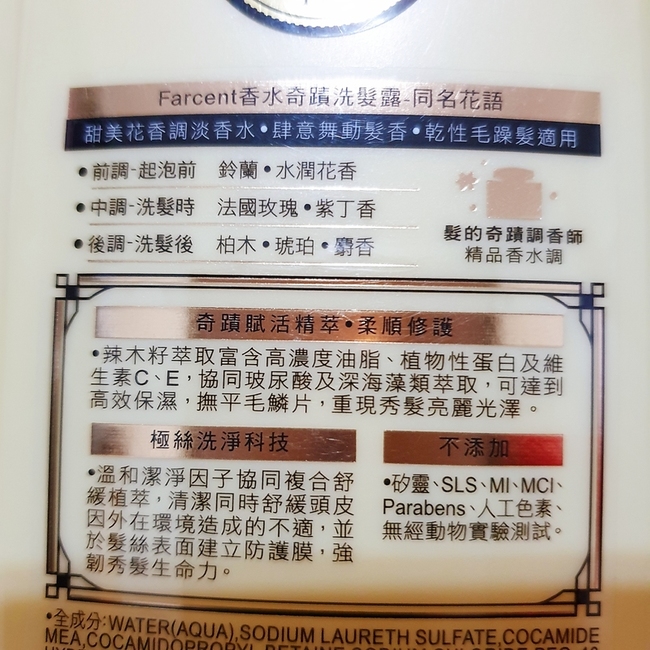 Farcent香水奇蹟洗髮露-同名花語
甜美花香調淡香水•肆意舞動髮香•乾性毛躁髮適用
•前調-起泡前 鈴蘭•水潤花香
•中調-洗髮時 法國玫瑰•紫丁香
•後調-洗髮後 柏木•琥珀•麝香
髮的奇蹟調香師
精品香水調
奇蹟賦活精萃•柔順修護
•辣木籽萃取富含高濃度油脂、植物性蛋白及維
生素C、E，協同玻尿酸及深海藻類萃取，可達到
高效保濕，撫平毛鱗片，重現秀髮亮麗光澤。
極絲洗淨科技
•溫和潔淨因子協同複合舒
緩植萃，清潔同時舒緩頭皮
因外在環境造成的不適，並
於髮絲表面建立防護膜，強
韌秀髮生命力。
不添加
•矽靈、SLS、MI、MCI、
Parabens、人工色素、
無經動物實驗測試。
•全成分:WATER(AQUA),SODIUM LAURETH SULFATE,COCAMIDE
MEA,COCAMIDOPROPYL BETAINE,SODIUM CHLORIDE,PEG-40